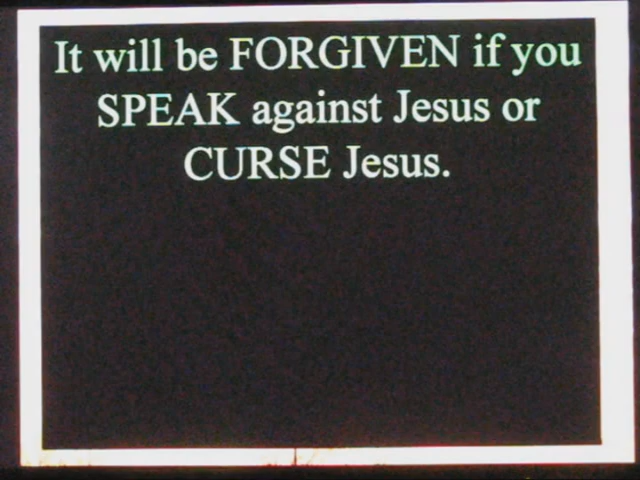 It will be FORGIVEN if you
SPEAK against Jesus or
CURSE Jesus.